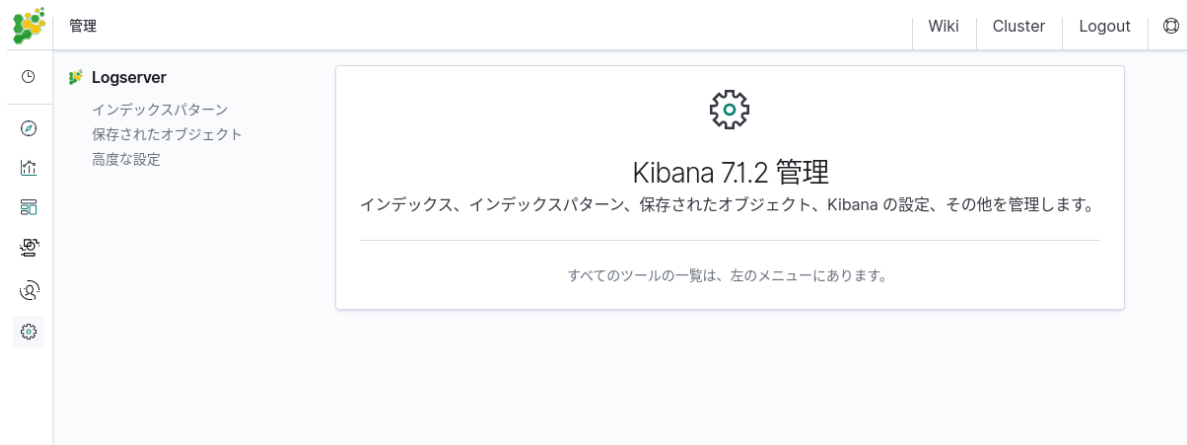 管理
Wiki
Cluster
Logout
Logserver
インデックスパターン
保存されたオブジェクト
高度な設定
Kibana 7.1.2 管理
インデックス、インデックスパターン、保存されたオブジェクト、Kibana の設定、その他を管理します。
すべてのツールの一覧は、左のメニューにあります。